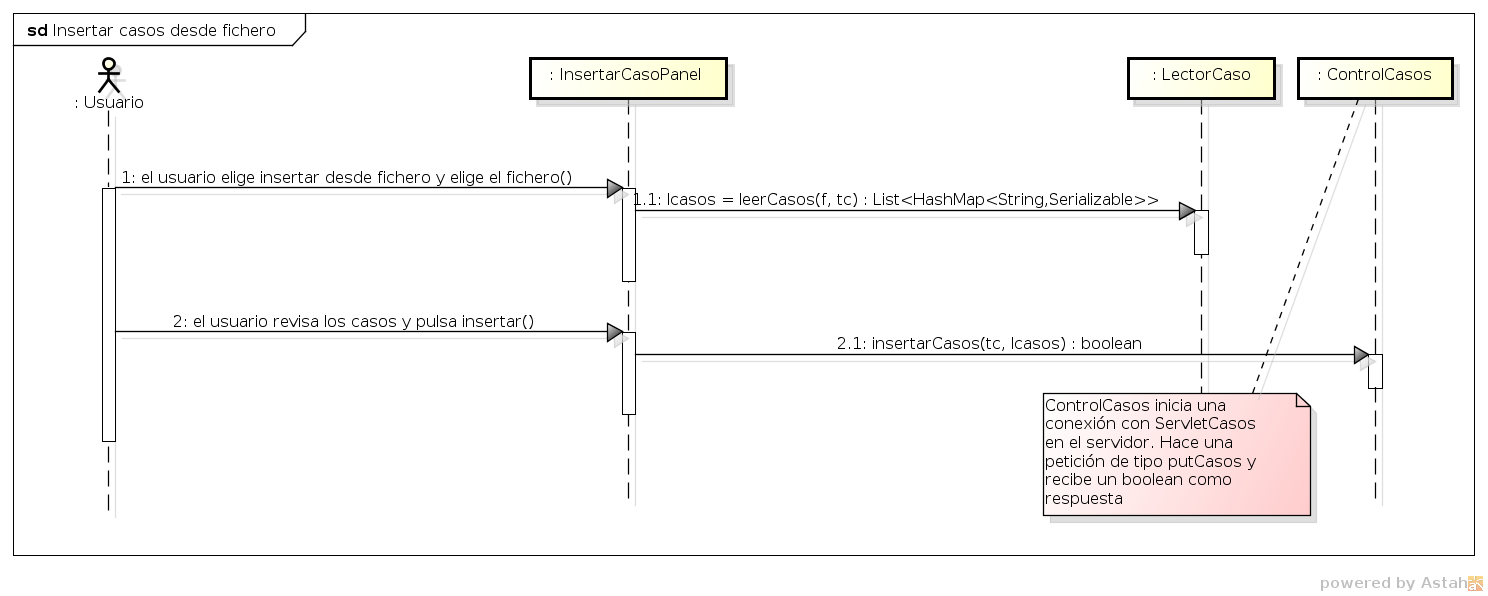 sd Insertar casos desde fichero
: Usuario
: InsertarCasoPanel
: LectorCaso
: ControlCasos
1: el usuario elige insertar desde fichero y elige el fichero()
1.1: lcasos = leerCasos(f, tc) : List<HashMap<String,Serializable>>
2: el usuario revisa los casos y pulsa insertar()
2.1: insertarCasos(tc, lcasos) : boolean
ControlCasos inicia una
conexión con ServletCasos
en el servidor. Hace una
petición de tipo putCasos y
recibe un boolean como
respuesta
powered by Astah